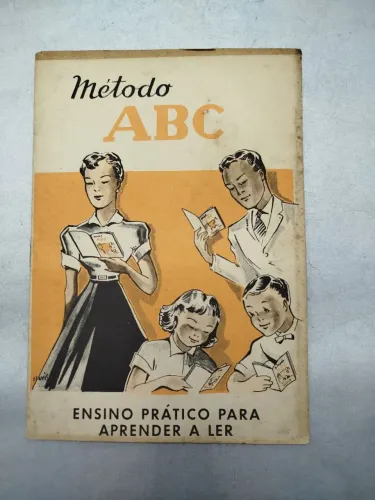 Método
ABC
ENSINO PRÁTICO PARA
APRENDER A LER